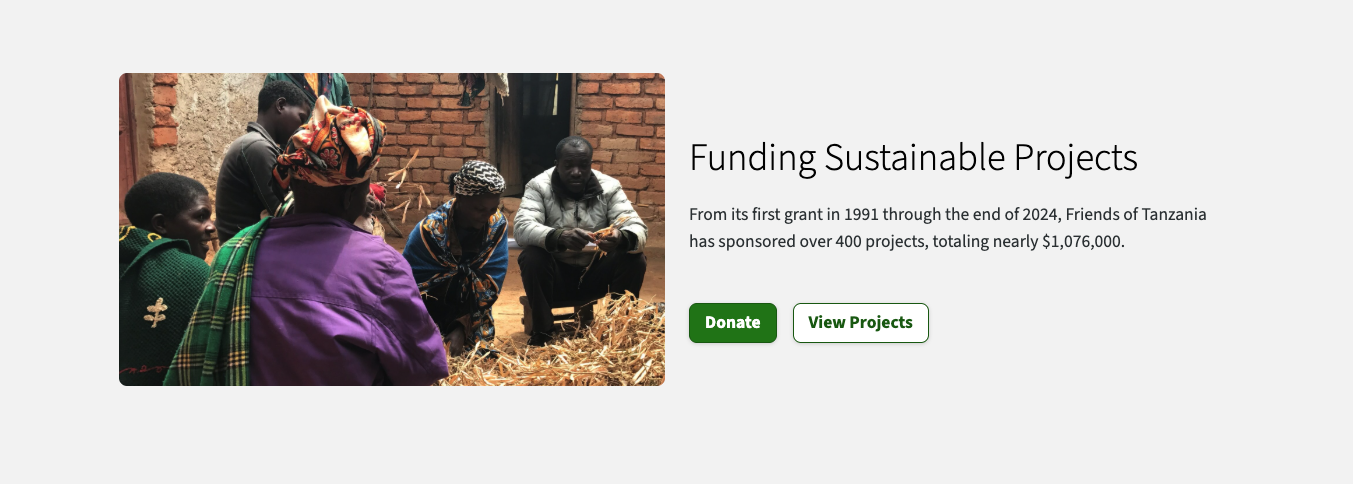 Funding Sustainable Projects
From its first grant in 1991 through the end of 2024, Friends of Tanzania
has sponsored over 400 projects, totaling nearly $1,076,000.
Donate
View Projects